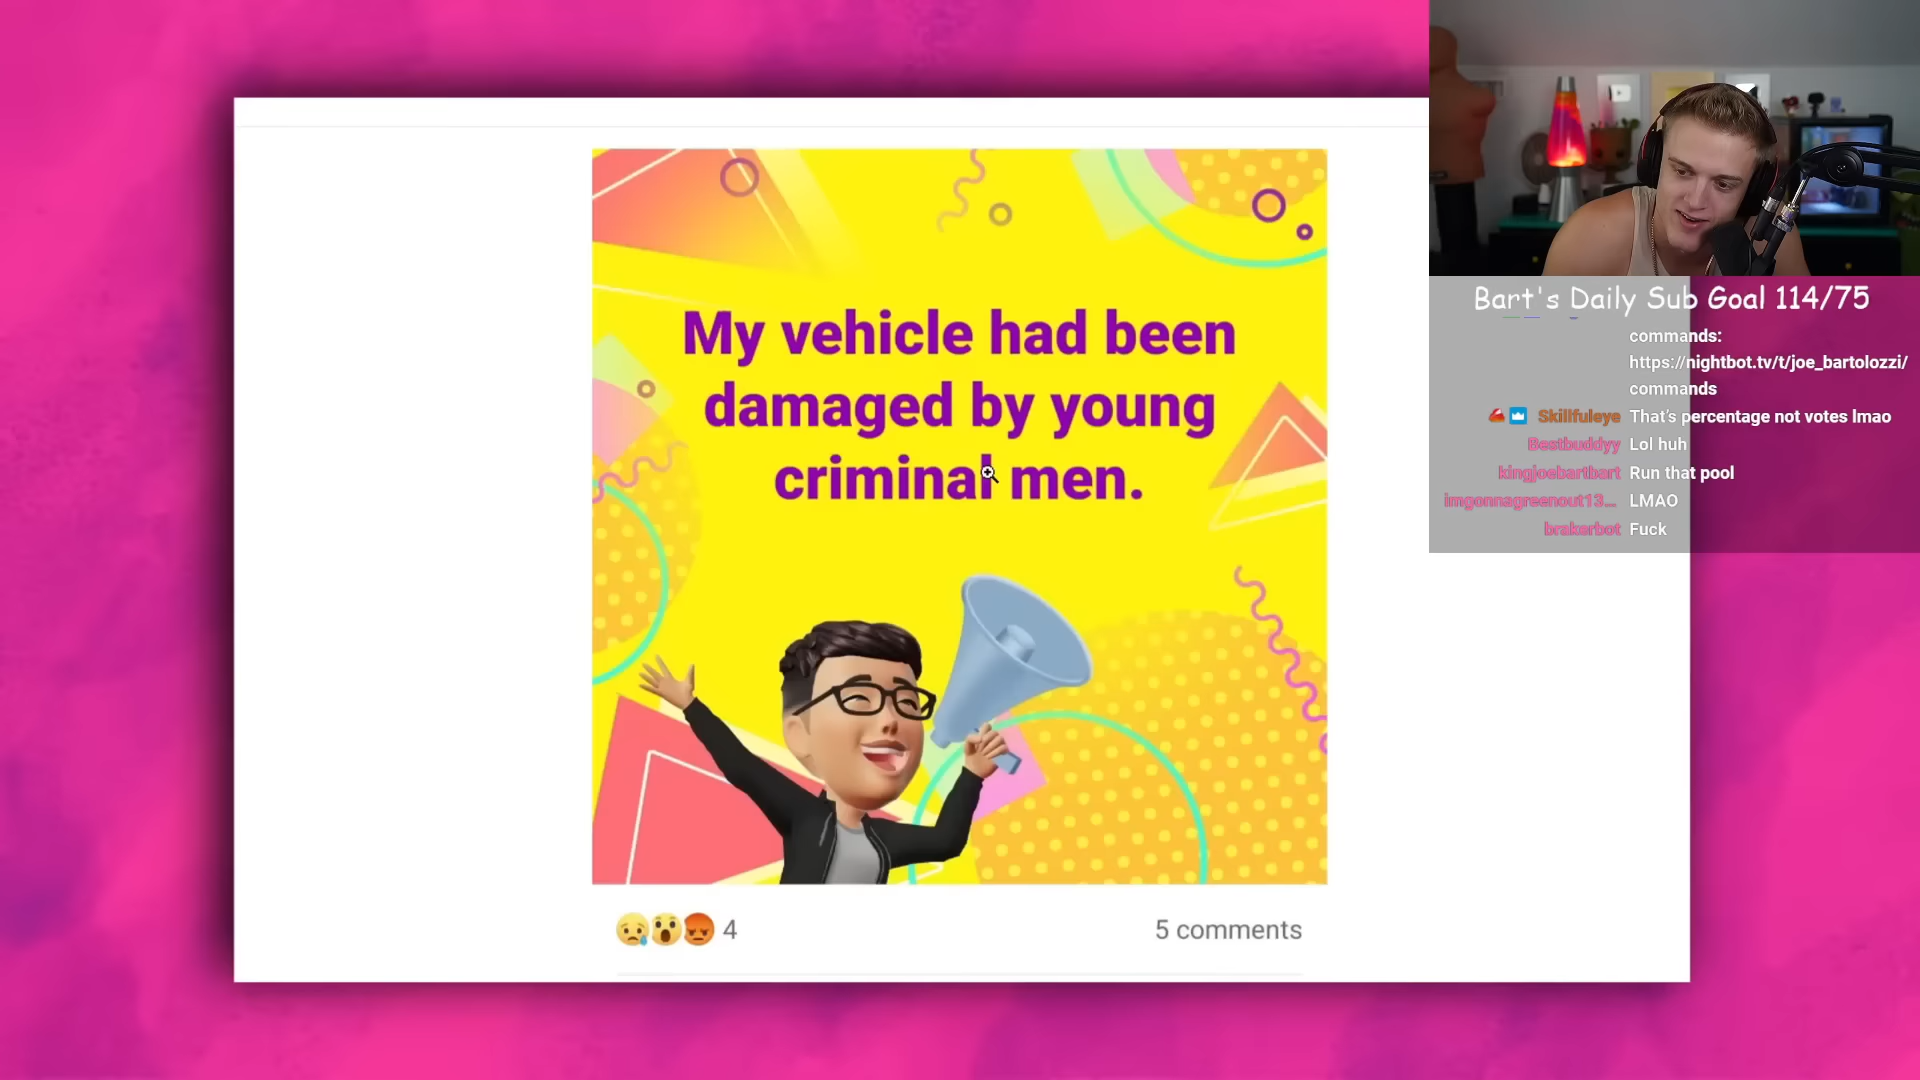 My vehicle had been
damaged by young
criminal men.
4
5 comments
Bart's Daily Sub Goal 114/75
commands:
https://nightbot.tv/t/joe_bartolozzi/
commands
Skillfuleye That's percentage not votes lmao
Bestbuddyy Lol huh
kingjoebartbart Run that pool
imgonnagreenout13... LMAO
brakerbot Fuck